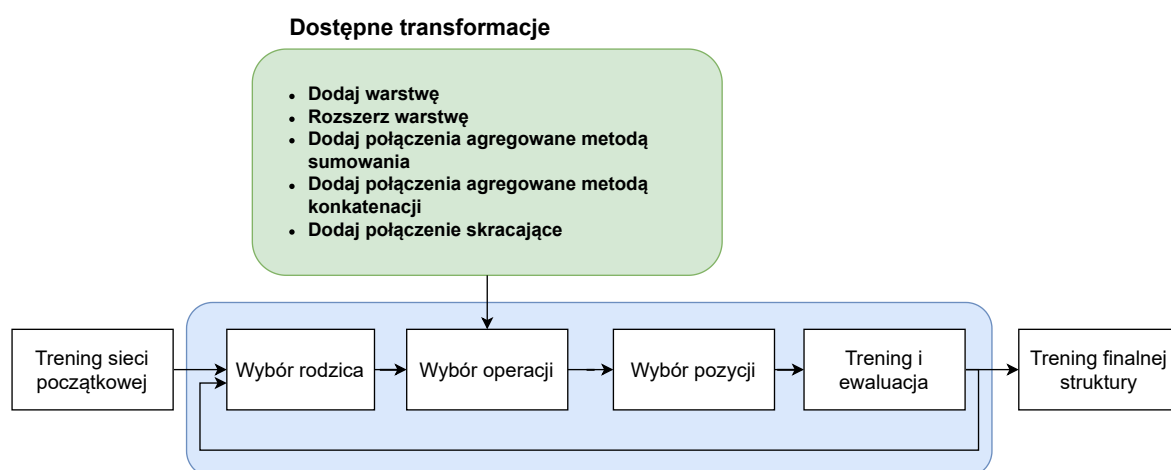 Dostępne transformacje
• Dodaj warstwę
• Rozszerz warstwę
• Dodaj połączenia agregowane metodą
sumowania
• Dodaj połączenia agregowane metodą
konkatenacji
• Dodaj połączenie skracające
Trening sieci
początkowej
Wybór rodzica
Wybór operacji
Wybór pozycji
Trening i
ewaluacja
Trening finalnej
struktury